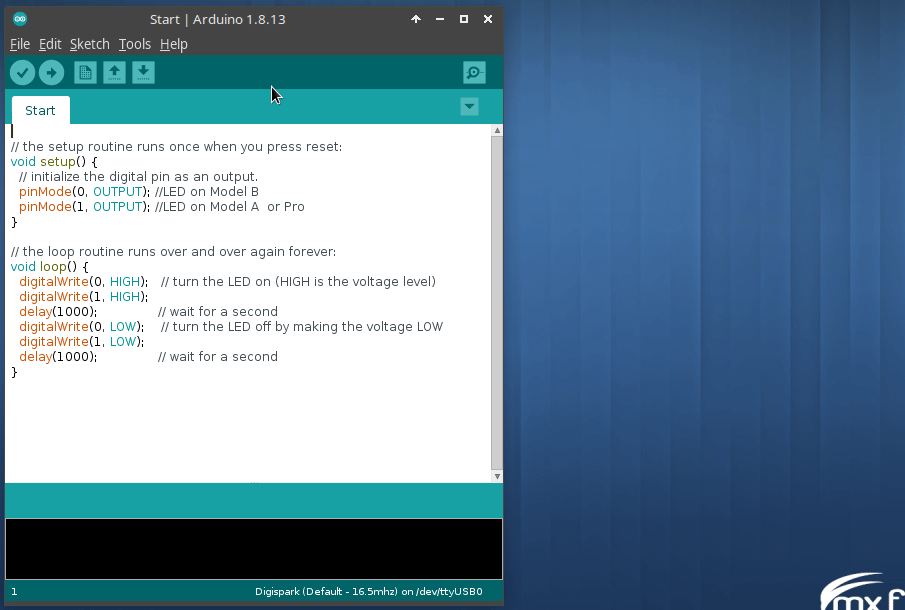 Start | Arduino 1.8.13
File Edit Sketch Tools Help
Start
// the setup routine runs once when you press reset:
void setup() {
  // initialize the digital pin as an output.
  pinMode(0, OUTPUT); //LED on Model B
  pinMode(1, OUTPUT); //LED on Model A  or Pro
}
// the loop routine runs over and over again forever:
void loop() {
  digitalWrite(0, HIGH);   // turn the LED on (HIGH is the voltage level)
  digitalWrite(1, HIGH);
  delay(1000);               // wait for a second
  digitalWrite(0, LOW);    // turn the LED off by making the voltage LOW
  digitalWrite(1, LOW);
  delay(1000);               // wait for a second
}
1
Digispark (Default - 16.5mhz) on /dev/ttyUSB0
mx f